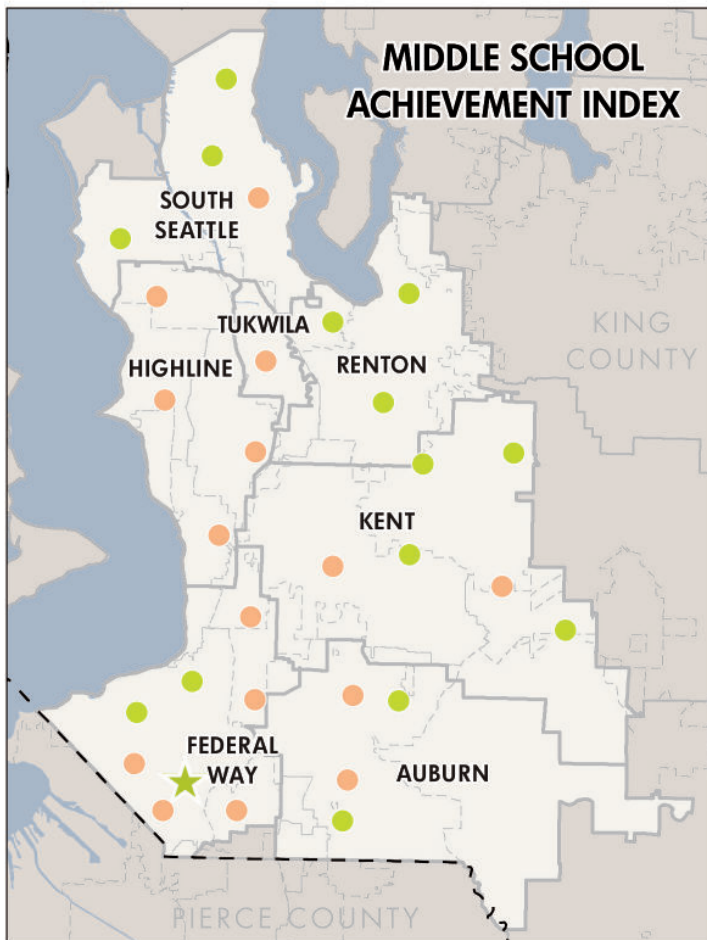 MIDDLE SCHOOL
ACHIEVEMENT INDEX
SOUTH
SEATTLE
TUKWILA
KING
COUNTY
HIGHLINE
RENTON
KENT
FEDERAL
WAY
AUBURN
PIERCE COUNTY